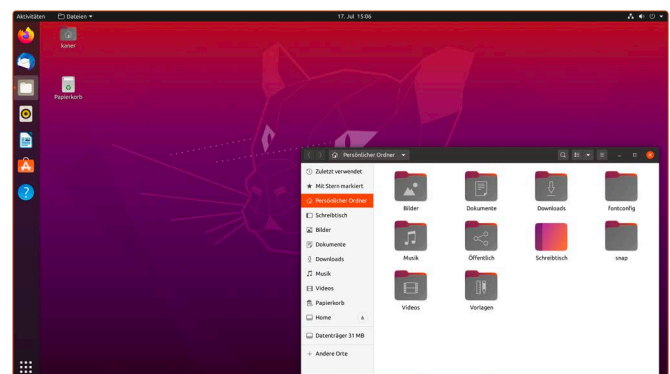 Aktivitäten Dateien 17. Jul 15:06
koner
Papierkorb
Persönlicher Ordner
Zuletzt verwendet
Mit Stern markiert
Persönlicher Ordner
Schreibtisch
Bilder
Dokumente
Downloads
Musik
Videos
Papierkorb
Home
Datenträger 31 MB
+ Andere Orte
Bilder Dokumente Downloads fontconfig
Musik Öffentlich Schreibtisch snap
Videos Vorlagen